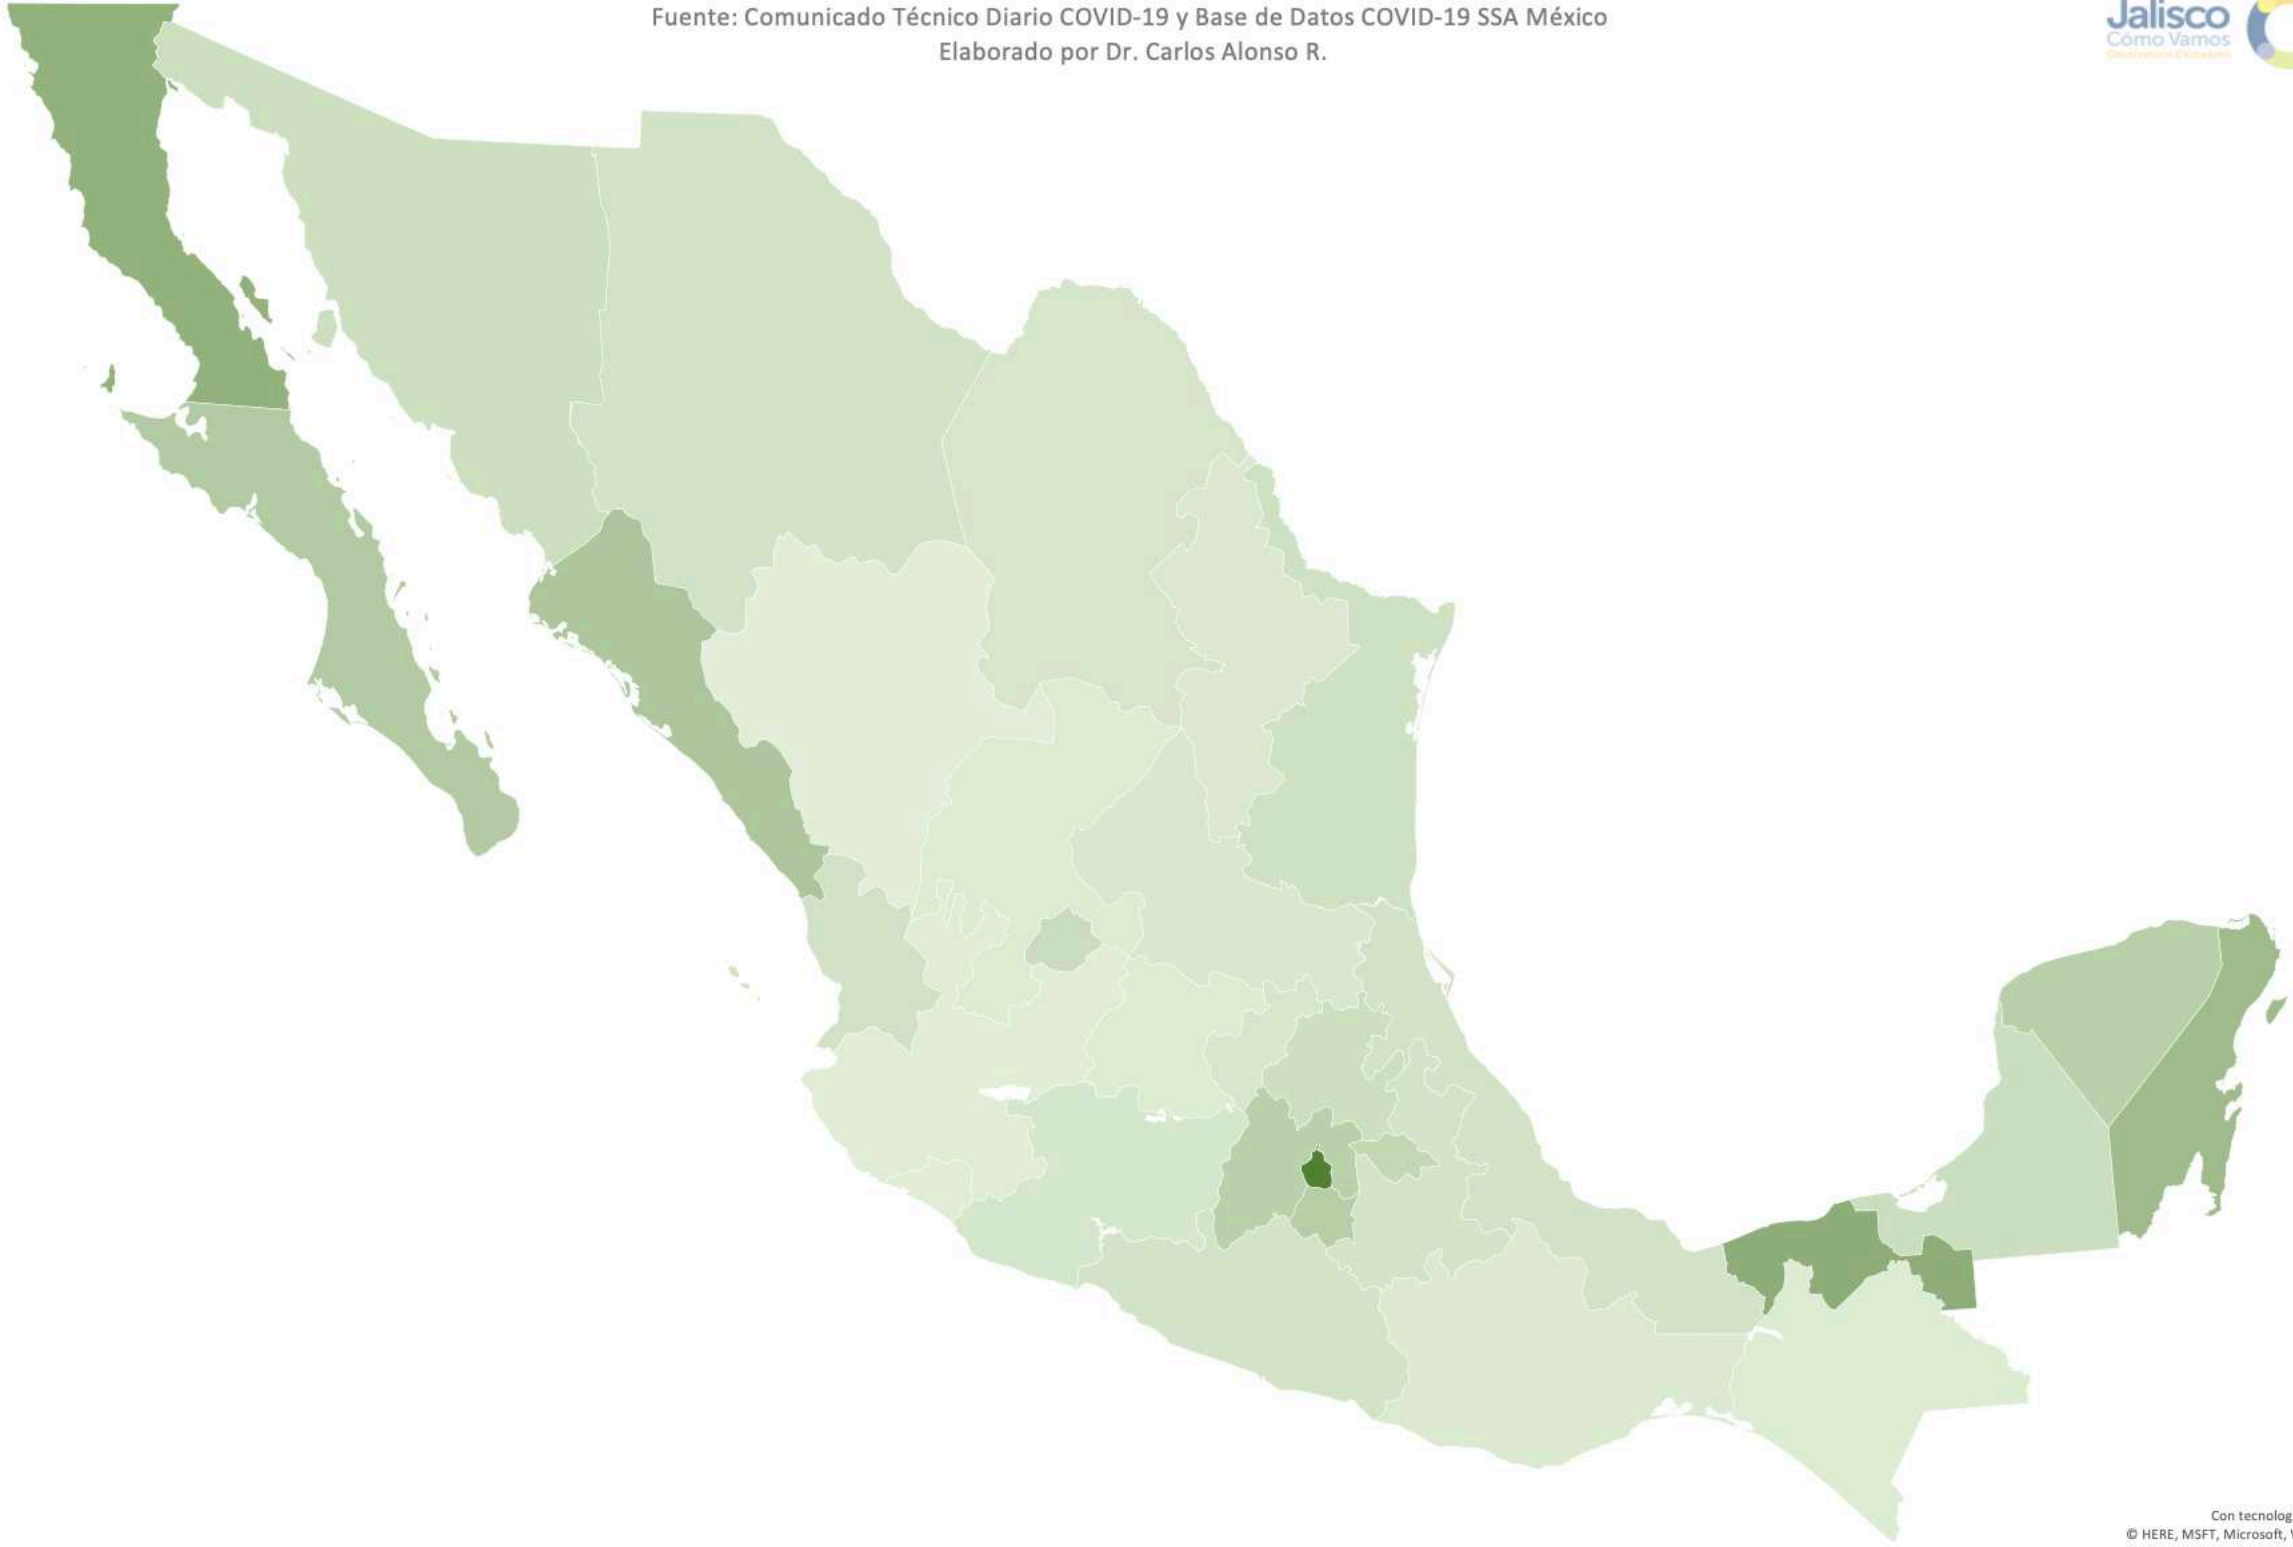 Fuente: Comunicado Técnico Diario COVID-19 y Base de Datos COVID-19 SSA México
Elaborado por Dr. Carlos Alonso R.
Jalisco
Cómo Vamos
Con tecnolog
© HERE, MSFT, Microsoft,